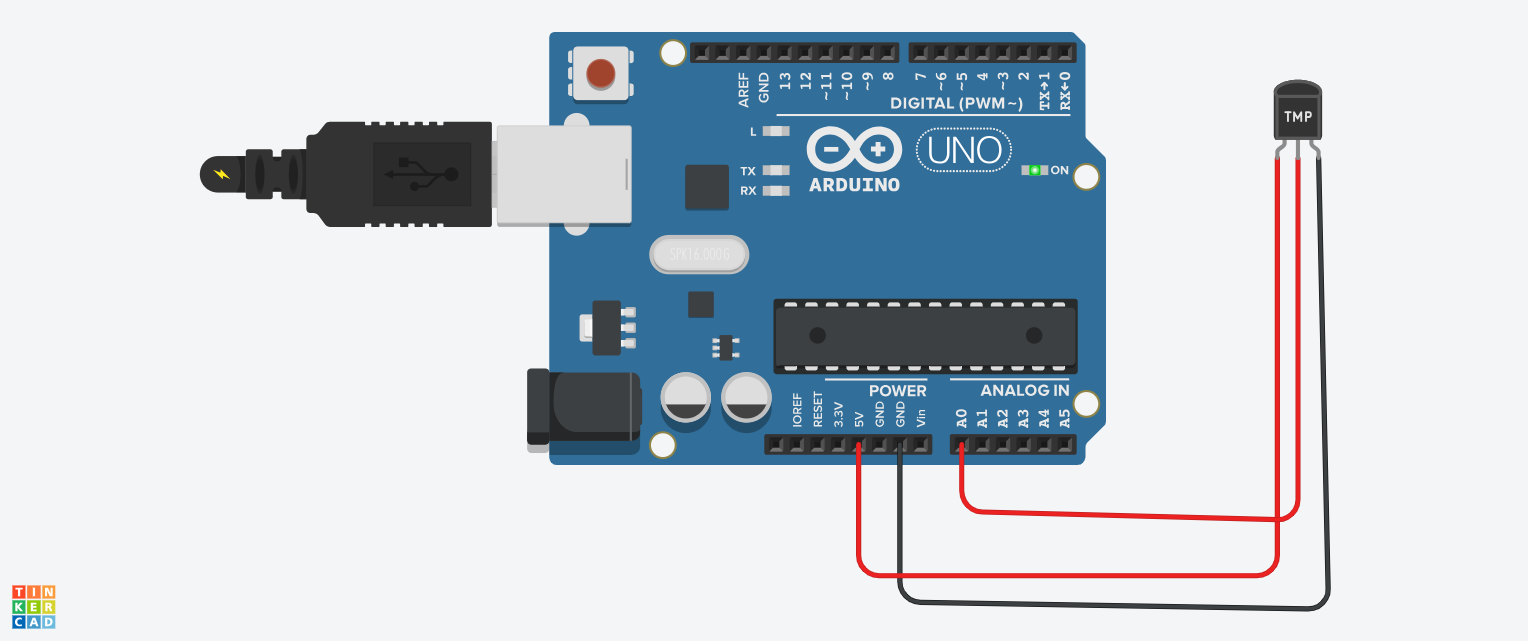 AREF
GND
13
12
~11
~10
~9
8
7
~6
~5
4
~3
2
TX→1
RX←0
DIGITAL (PWM~)
L
TX
RX
UNO
ARDUINO
ON
TMP
SPK16.000G
POWER
ANALOG IN
IOREF
RESET
3.3V
5V
GND
GND
Vin
A0
A1
A2
A3
A4
A5
TIN
KER
CAD